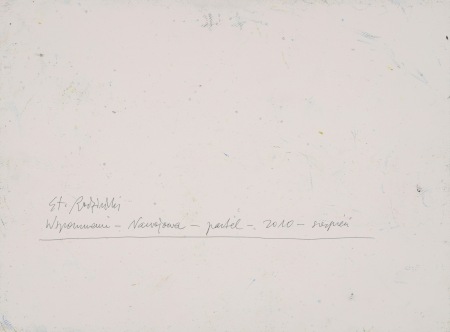 St. Rodziński
Wspomnienie – Nawojowa – pastel – 2010 – sierpień